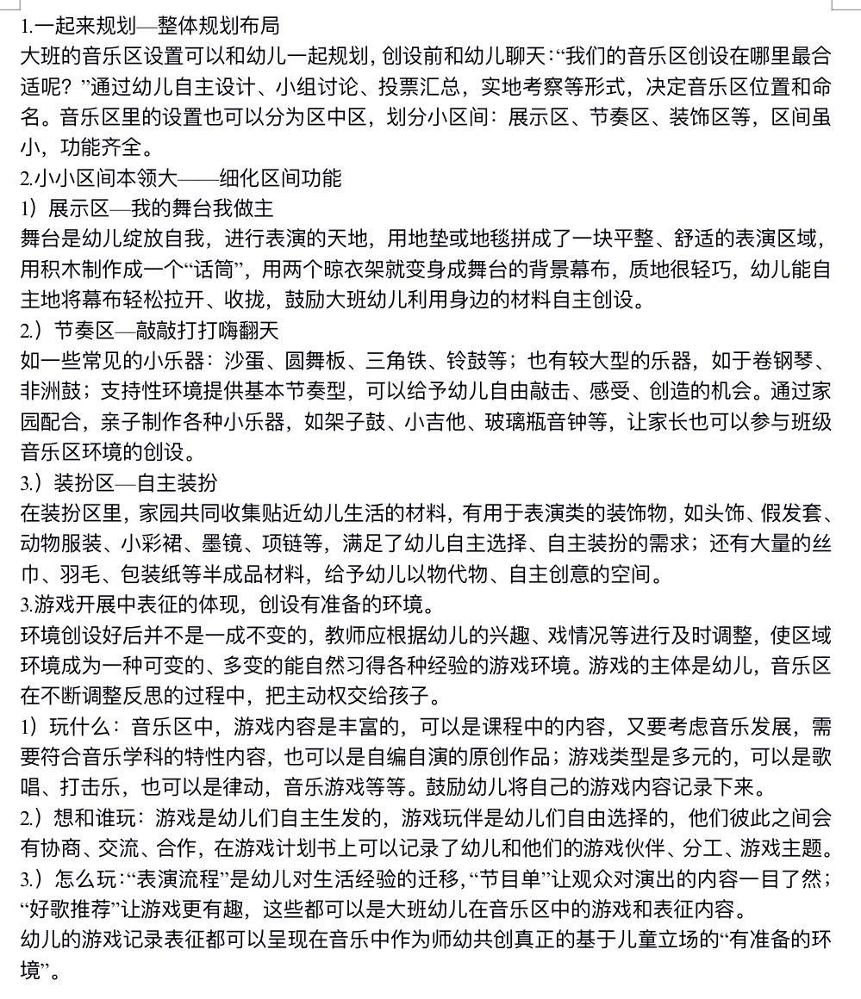 1.一起来规划—整体规划布局
大班的音乐区设置可以和幼儿一起规划，创设前和幼儿聊天：“我们的音乐区创设在哪里最合
适呢？”通过幼儿自主设计、小组讨论、投票汇总，实地考察等形式，决定音乐区位置和命
名。音乐区里的设置也可以分为区中区，划分小区间：展示区、节奏区、装饰区等，区间虽
小，功能齐全。
2.小小区间本领大——细化区间功能
1）展示区—我的舞台我做主
舞台是幼儿绽放自我，进行表演的天地，用地垫或地毯拼成了一块平整、舒适的表演区域，
用积木制作成一个“话筒”，用两个晾衣架就变身成舞台的背景幕布，质地很轻巧，幼儿能自
主地将幕布轻松拉开、收拢，鼓励大班幼儿利用身边的材料自主创设。
2.）节奏区—敲敲打打嗨翻天
如一些常见的小乐器：沙蛋、圆舞板、三角铁、铃鼓等；也有较大型的乐器，如于卷钢琴、
非洲鼓；支持性环境提供基本节奏型，可以给予幼儿自由敲击、感受、创造的机会。通过家
园配合，亲子制作各种小乐器，如架子鼓、小吉他、玻璃瓶音钟等，让家长也可以参与班级
音乐区环境的创设。
3.）装扮区—自主装扮
在装扮区里，家园共同收集贴近幼儿生活的材料，有用于表演类的装饰物，如头饰、假发套、
动物服装、小彩裙、墨镜、项链等，满足了幼儿自主选择、自主装扮的需求；还有大量的丝
巾、羽毛、包装纸等半成品材料，给予幼儿以物代物、自主创意的空间。
3.游戏开展中表征的体现，创设有准备的环境。
环境创设好后并不是一成不变的，教师应根据幼儿的兴趣、戏情况等进行及时调整，使区域
环境成为一种可变的、多变的能自然习得各种经验的游戏环境。游戏的主体是幼儿，音乐区
在不断调整反思的过程中，把主动权交给孩子。
1）玩什么：音乐区中，游戏内容是丰富的，可以是课程中的内容，又要考虑音乐发展，需
要符合音乐学科的特性内容，也可以是自编自演的原创作品；游戏类型是多元的，可以是歌
唱、打击乐，也可以是律动，音乐游戏等等。鼓励幼儿将自己的游戏内容记录下来。
2.）想和谁玩：游戏是幼儿们自主生发的，游戏玩伴是幼儿们自由选择的，他们彼此之间会
有协商、交流、合作，在游戏计划书上可以记录了幼儿和他们的游戏伙伴、分工、游戏主题。
3.）怎么玩：“表演流程”是幼儿对生活经验的迁移，“节目单”让观众对演出的内容一目了然；
“好歌推荐”让游戏更有趣，这些都可以是大班幼儿在音乐区中的游戏和表征内容。
幼儿的游戏记录表征都可以呈现在音乐中作为师幼共创真正的基于儿童立场的“有准备的环
境”。